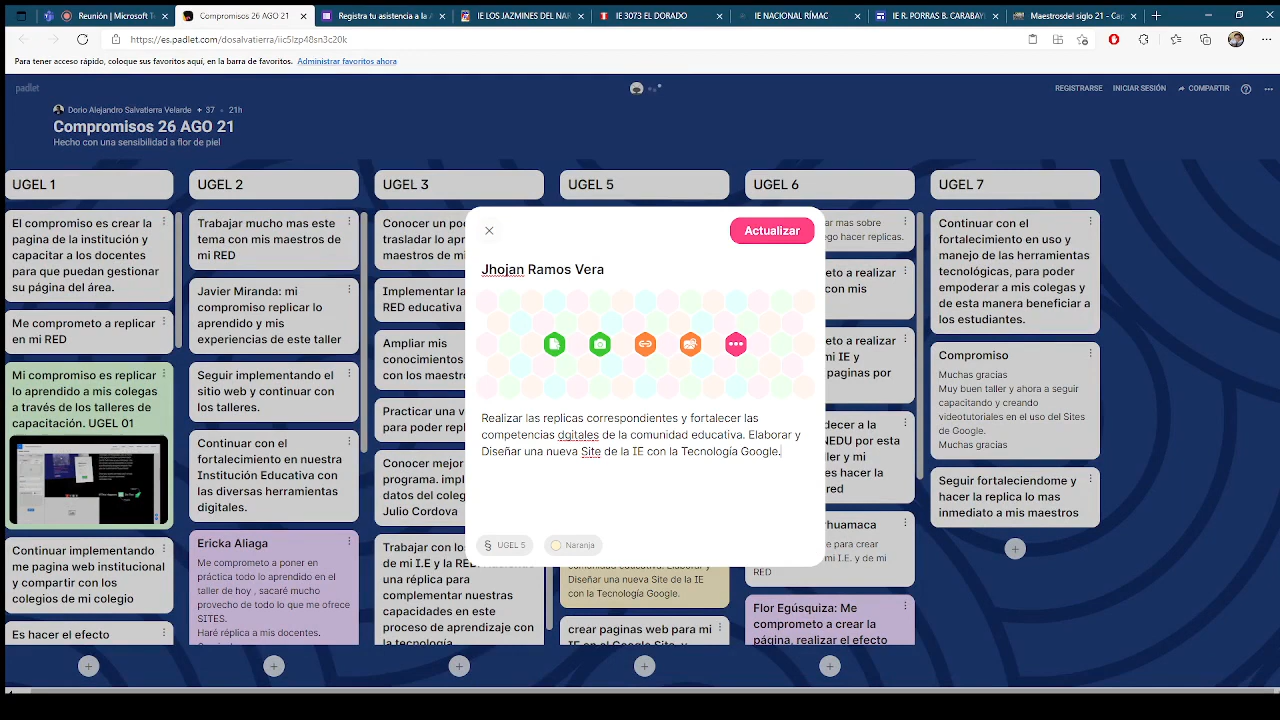 Reunión | Microsoft T
Compromisos 26 AGO 21
Registra tu asistencia a la
IE LOS JAZMINES DEL NAR
IE 3073 EL DORADO
IE NACIONAL RÍMAC
IE R. PORRAS B. CARABAY
Maestrosdel siglo 21 - Ca
https://es.padlet.com/dosalvatierra/iic5lzp48sn3c20k
Para tener acceso rápido, coloque sus favoritos aquí, en la barra de favoritos. Administrar favoritos ahora
padlet
REGISTRARSE
INICIAR SESIÓN
COMPARTIR
Dorio Alejandro Salvatierra Velarde + 37 • 21h
Compromisos 26 AGO 21
Hecho con una sensibilidad a flor de piel
UGEL 1
El compromiso es crear la
pagina de la institución y
capacitar a los docentes
para que puedan gestionar
su página del área.
Me comprometo a replicar
en mi RED
Mi compromiso es replicar
lo aprendido a mis colegas
a través de los talleres de
capacitación. UGEL 01
Continuar implementando
me pagina web institucional
y compartir con los
colegios de mi colegio
Es hacer el efecto
UGEL 2
Trabajar mucho mas este
tema con mis maestros de
mi RED
Javier Miranda: mi
compromiso replicar lo
aprendido y mis
experiencias de este taller
Seguir implementando el
sitio web y continuar con
los talleres.
Continuar con el
fortalecimiento en nuestra
Institución Educativa con
las diversas herramientas
digitales.
Ericka Aliaga
Me comprometo a poner en
práctica todo lo aprendido en el
taller de hoy , sacaré mucho
provecho de todo lo que me ofrece
SITES.
Haré réplica a mis docentes.
UGEL 3
Conocer un po
trasladar lo apr
maestros de mi
Implementar la
RED educativa
Ampliar mis
conocimientos
con los maestro
Practicar una v
para poder repl
Conocer mejor
programa. impl
datos del coleg
Julio Cordova
Trabajar con los
de mi I.E y la RED. Realizar
una réplica para
complementar nuestras
capacidades en este
proceso de aprendizaje con
la tecnología
UGEL 5
Actualizar
Jhojan Ramos Vera
Realizar las replicas correspondientes y fortalecer las
competencias dgitales de la comunidad educativa. Elaborar y
Diseñar una nueva Site de la IE con la Tecnología Google.
UGEL 5
Naranja
comunidad educativa. Elaborar y
Diseñar una nueva Site de la IE
con la Tecnología Google.
crear paginas web para mi
IE en el Google Site, y
UGEL 6
ar mas sobre
ego hacer replicas.
eto a realizar
con mis
eto a realizar
mi IE y
paginas por
decer a la
NEDU por esta
ller y mi
es hacer la
red
rhuamaca
te para crear
mi I.E. y de mi
RED
Flor Egúsquiza: Me
comprometo a crear la
página, realizar el efecto
UGEL 7
Continuar con el
fortalecimiento en uso y
manejo de las herramientas
tecnológicas, para poder
empoderar a mis colegas y
de esta manera beneficiar a
los estudiantes.
Compromiso
Muchas gracias
Muy buen taller y ahora a seguir
capacitando y creando
videotutoriales en el uso del Sites
de Google.
Muchas gracias
Seguir fortaleciendome y
hacer la replica lo mas
inmediato a mis maestros